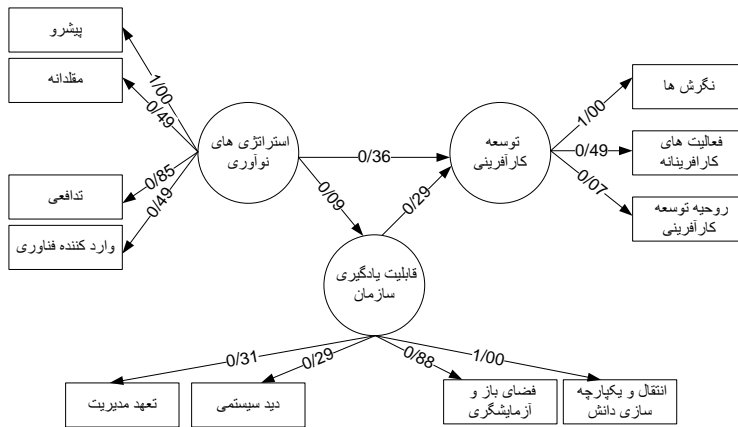 پیشرو
مقلدانه
تدافعی
وارد کننده فناوری
1/00
0/49
0/85
0/49
استراتژی های
نوآوری
0/36
0/09
0/29
توسعه
کارآفرینی
1/00
0/49
0/07
نگرش ها
فعالیت های
کارافرینانه
روحیه توسعه
کارآفرینی
قابلیت یادگیری
سازمان
0/31
0/29
0/88
1/00
تعهد مدیریت
دید سیستمی
فضای باز و
آزمایشگری
انتقال و یکپارچه
سازی دانش